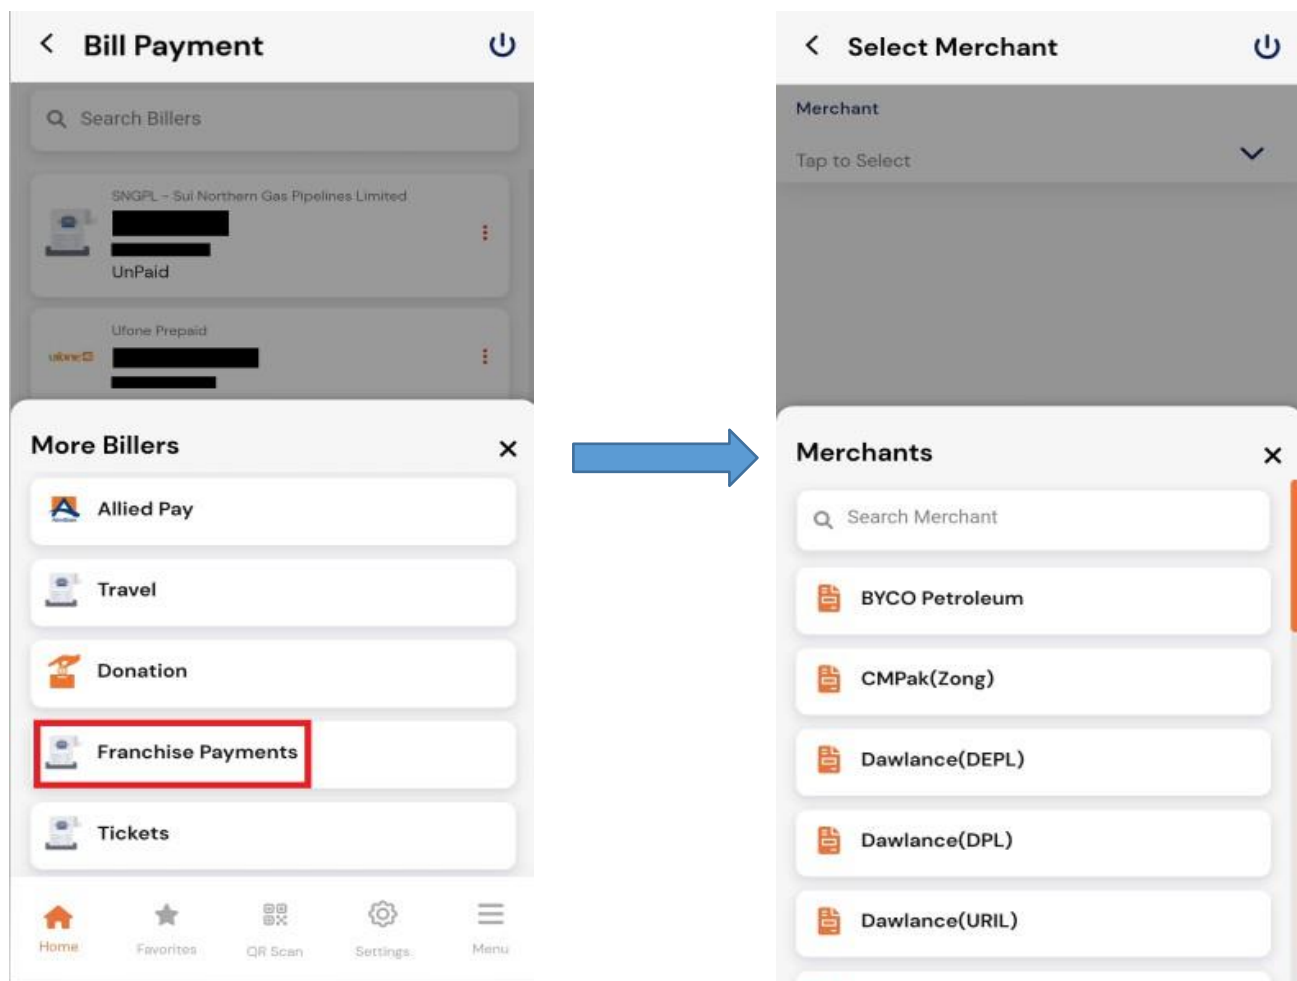 Bill Payment
Search Billers
SNGPL - Sui Northern Gas Pipelines Limited
UnPaid
Ufone Prepaid
ufone
More Billers
Allied Pay
Travel
Donation
Franchise Payments
Tickets
Home
Favorites
QR Scan
Settings
Menu
Select Merchant
Merchant
Tap to Select
Merchants
Search Merchant
BYCO Petroleum
CMPak(Zong)
Dawlance(DEPL)
Dawlance(DPL)
Dawlance(URIL)